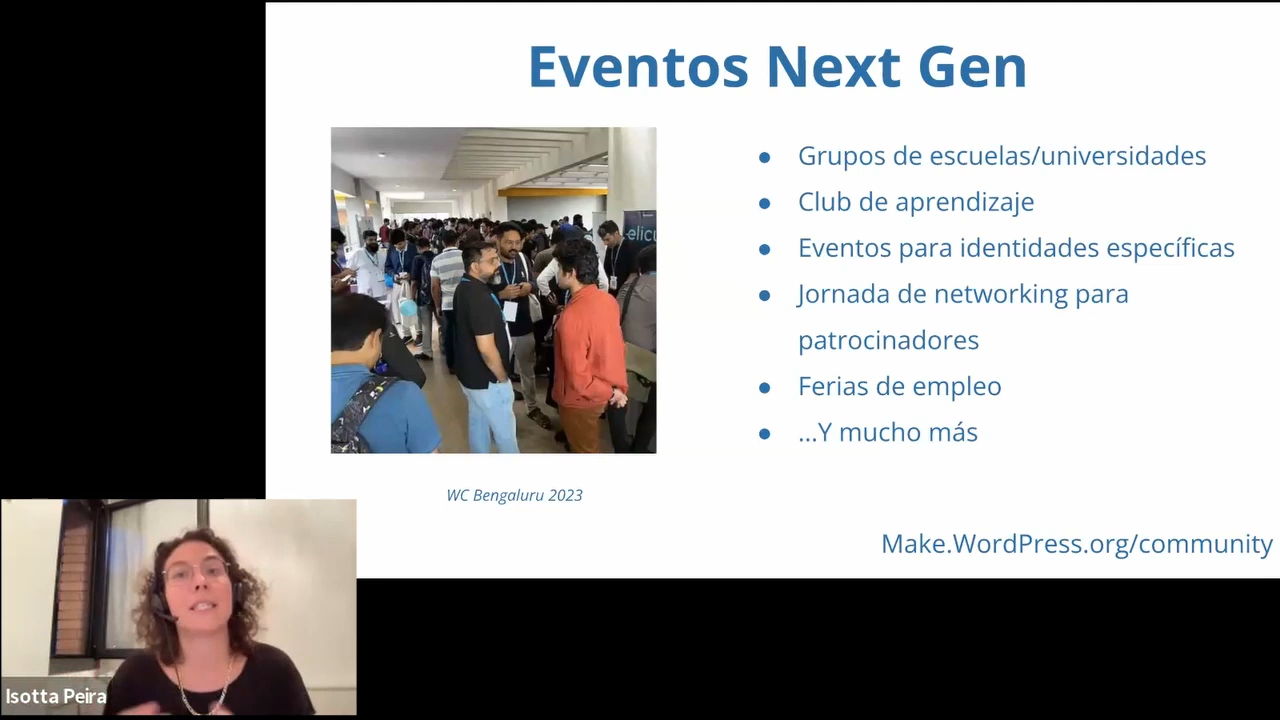 Eventos Next Gen
● Grupos de escuelas/universidades
● Club de aprendizaje
● Eventos para identidades específicas
● Jornada de networking para
patrocinadores
● Ferias de empleo
● ...Y mucho más
elicu
WC Bengaluru 2023
Make.WordPress.org/community
Isotta Peira